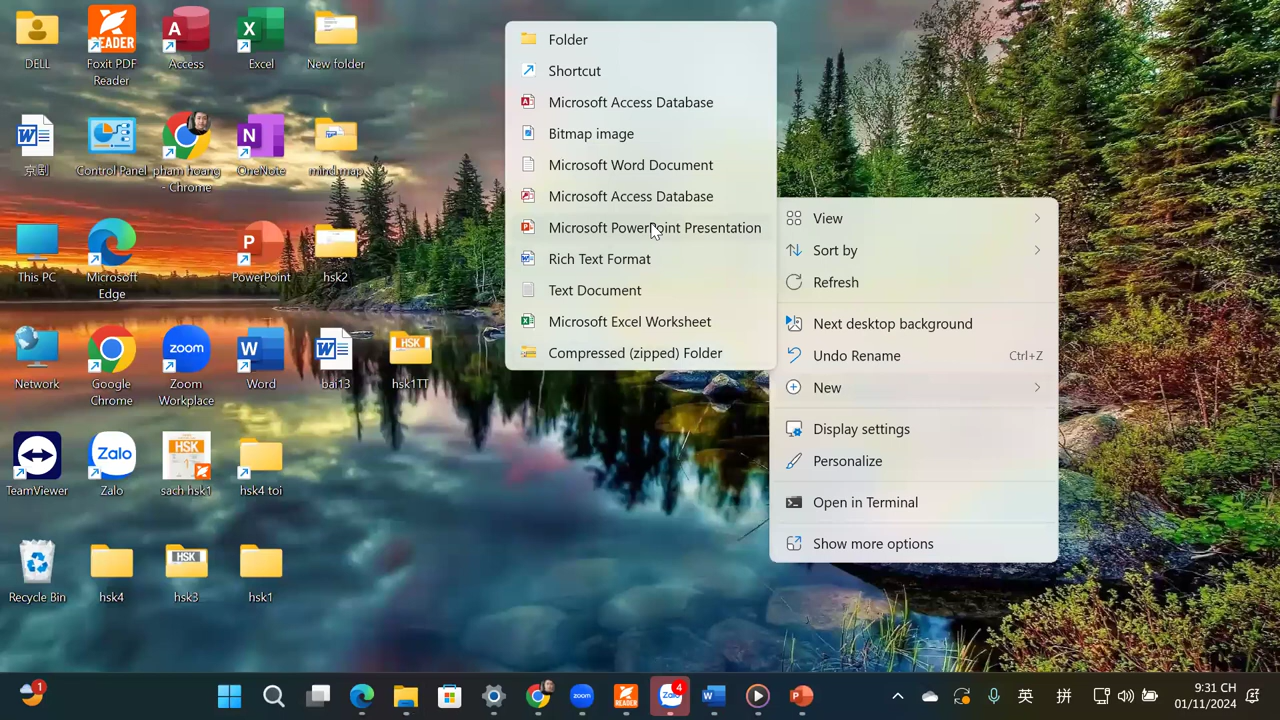 DELL
Foxit PDF
Reader
Access
Excel
New folder
京剧
Control Panel
pham hoang
- Chrome
OneNote
mindmap
This PC
Microsoft
Edge
PowerPoint
hsk2
Network
Google
Chrome
Zoom
Workplace
Word
bai13
hsk1TT
TeamViewer
Zalo
sach hsk1
hsk4 toi
Recycle Bin
hsk4
hsk3
hsk1
Folder
Shortcut
Microsoft Access Database
Bitmap image
Microsoft Word Document
Microsoft Access Database
Microsoft PowerPoint Presentation
Rich Text Format
Text Document
Microsoft Excel Worksheet
Compressed (zipped) Folder
View
Sort by
Refresh
Next desktop background
Undo Rename Ctrl+Z
New
Display settings
Personalize
Open in Terminal
Show more options
1
zoom
READER
Zalo
4
英
拼
9:31 CH
01/11/2024